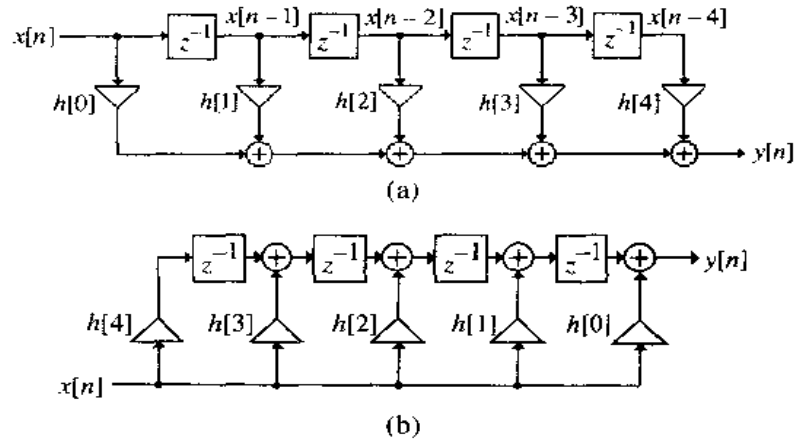 x[n−1] x[n−2] x[n−3] x[n−4]
x[n] z⁻¹ z⁻¹ z⁻¹ z⁻¹
h[0] h[1] h[2] h[3] h[4]
+ + + + y[n]
(a)
z⁻¹ + z⁻¹ + z⁻¹ + z⁻¹ + y[n]
h[4] h[3] h[2] h[1] h[0]
x[n]
(b)